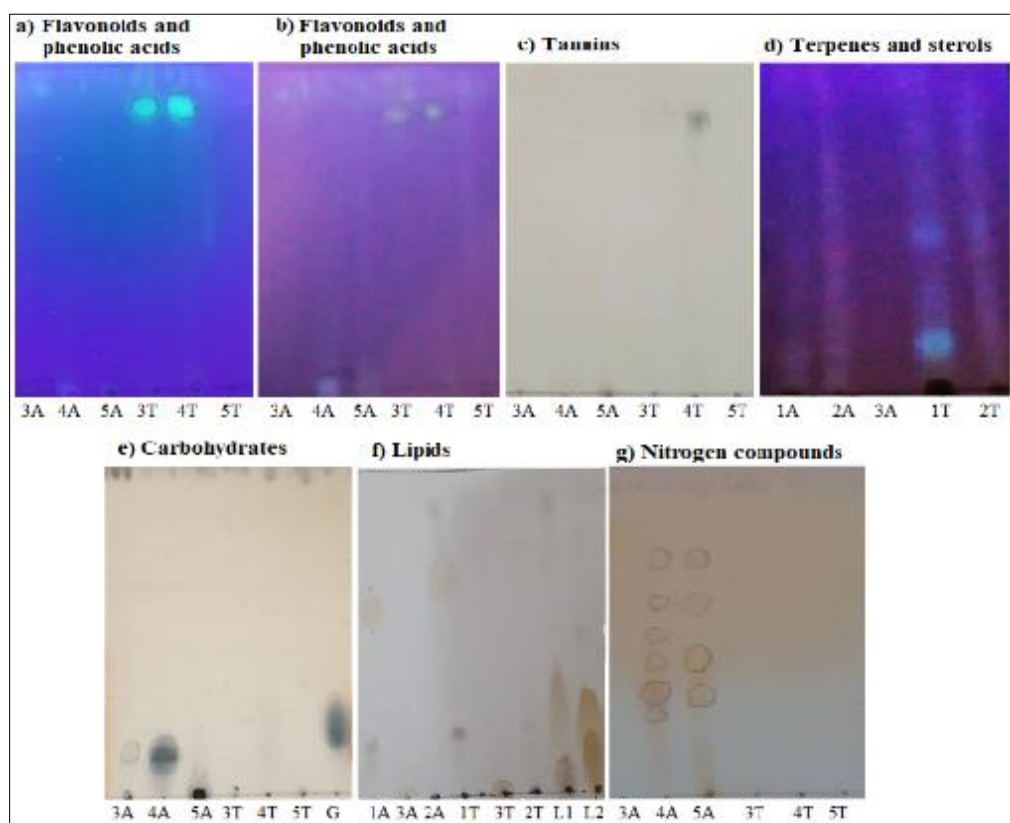 a) Flavonoids and
phenolic acids
b) Flavonoids and
phenolic acids
c) Tannins
d) Terpenes and sterols
3A 4A 5A 3T 4T 5T
3A 4A 5A 3T 4T 5T
3A 4A 5A 3T 4T 5T
1A 2A 3A 1T 2T
e) Carbohydrates
f) Lipids
g) Nitrogen compounds
3A 4A 5A 3T 4T 5T G
1A 3A 2A 1T 3T 2T L1 L2
3A 4A 5A 3T 4T 5T